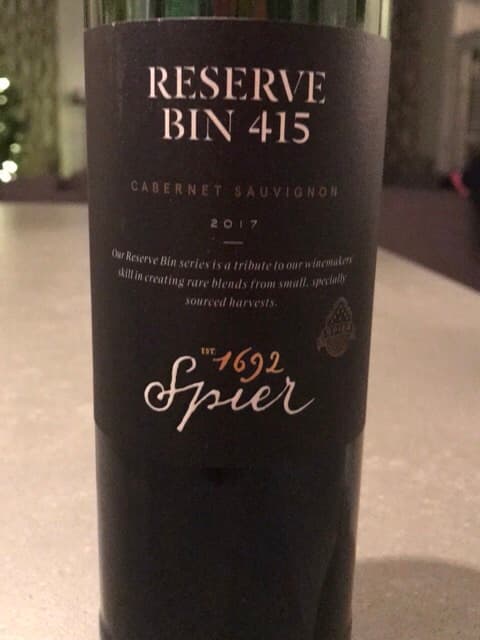 RESERVE
BIN 415
CABERNET SAUVIGNON
2017
Our Reserve Bin series is a tribute to our winemakers'
skill in creating rare blends from small, specially
sourced harvests.
EST. 1692
Spier